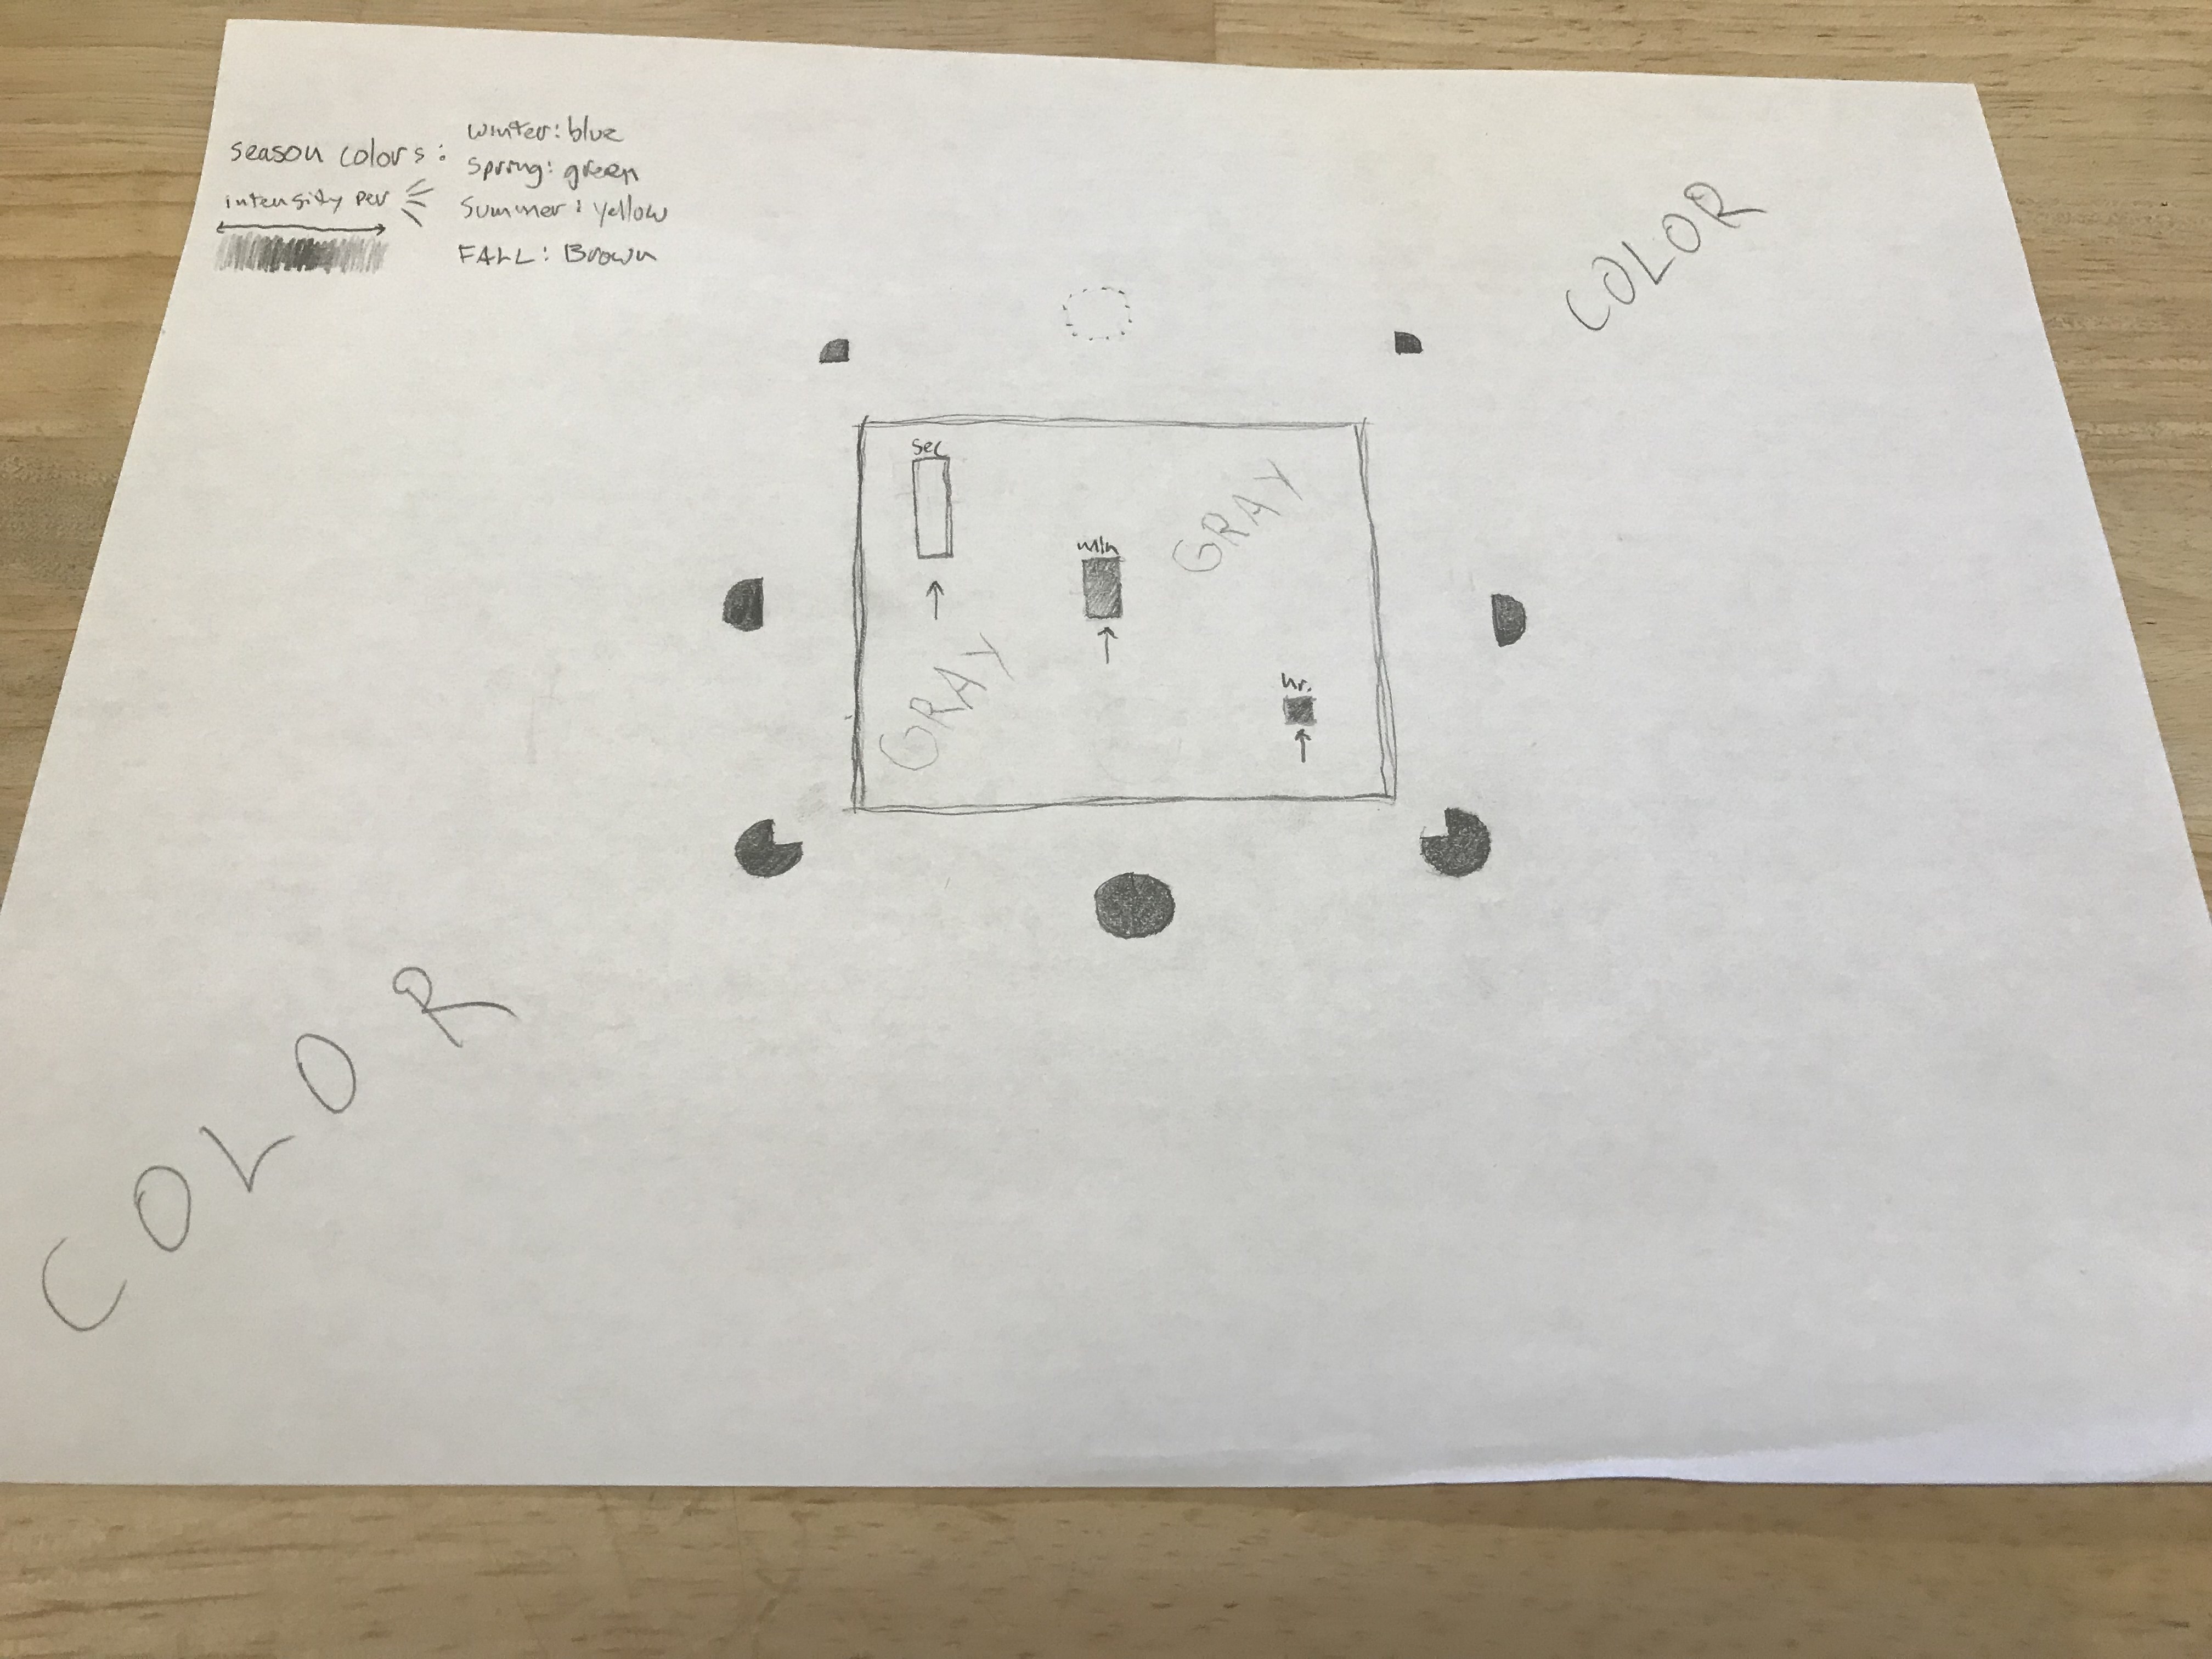 season colors:
intensity per
winter: blue
spring: green
Summer: yellow
FALL: Brown
COLOR
sec
GRAY
min
GRAY
hr.
COLOR